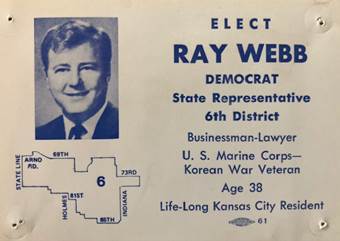 ELECT
RAY WEBB
DEMOCRAT
State Representative
6th District
Businessman-Lawyer
U. S. Marine Corps—
Korean War Veteran
Age 38
Life-Long Kansas City Resident
61
STATE LINE
ARNO RD.
69TH
6
73RD
HOLMES
81ST.
85TH
INDIANA